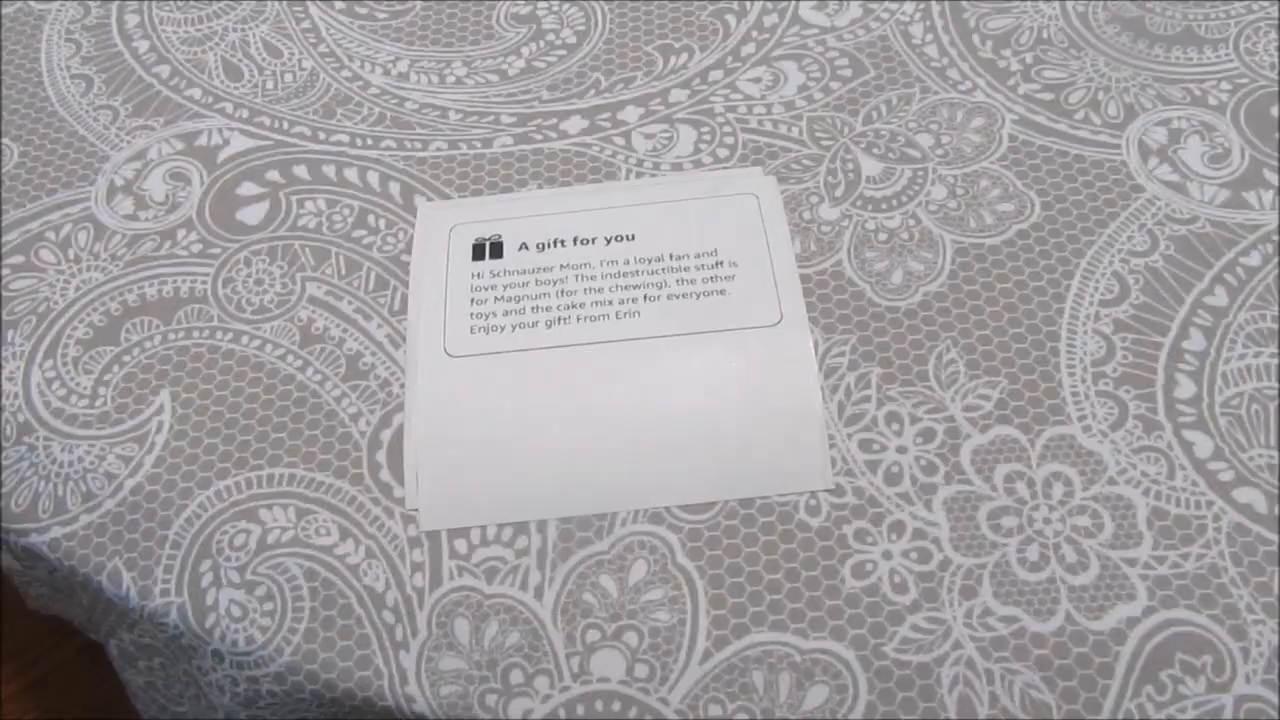 A gift for you
Hi Schnauzer Mom, I'm a loyal fan and
love your boys! The indestructible stuff is
for Magnum (for the chewing), the other
toys and the cake mix are for everyone.
Enjoy your gift! From Erin